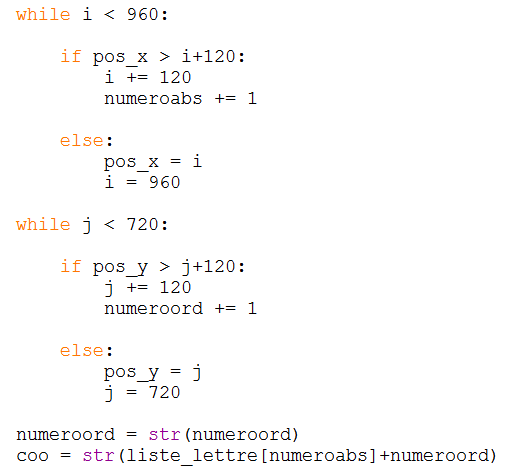 while i < 960:
if pos_x > i+120:
i += 120
numeroabs += 1
else:
pos_x = i
i = 960
while j < 720:
if pos_y > j+120:
j += 120
numeroord += 1
else:
pos_y = j
j = 720
numeroord = str(numeroord)
coo = str(liste_lettre[numeroabs]+numeroord)